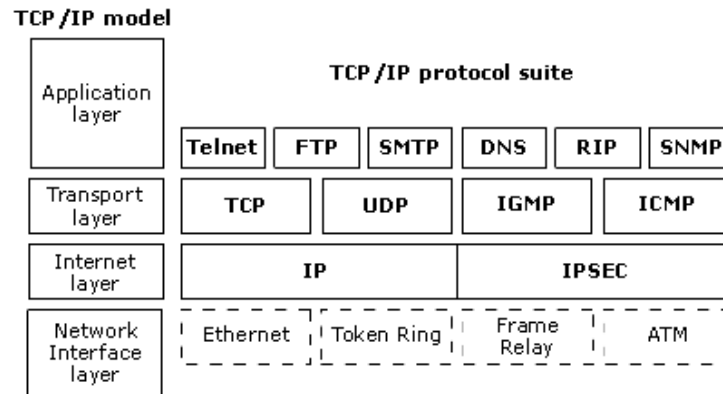 TCP/IP model
TCP/IP protocol suite
Application
layer
Telnet FTP SMTP DNS RIP SNMP
Transport
layer
TCP UDP IGMP ICMP
Internet
layer
IP IPSEC
Network
Interface
layer
Ethernet Token Ring Frame
Relay ATM